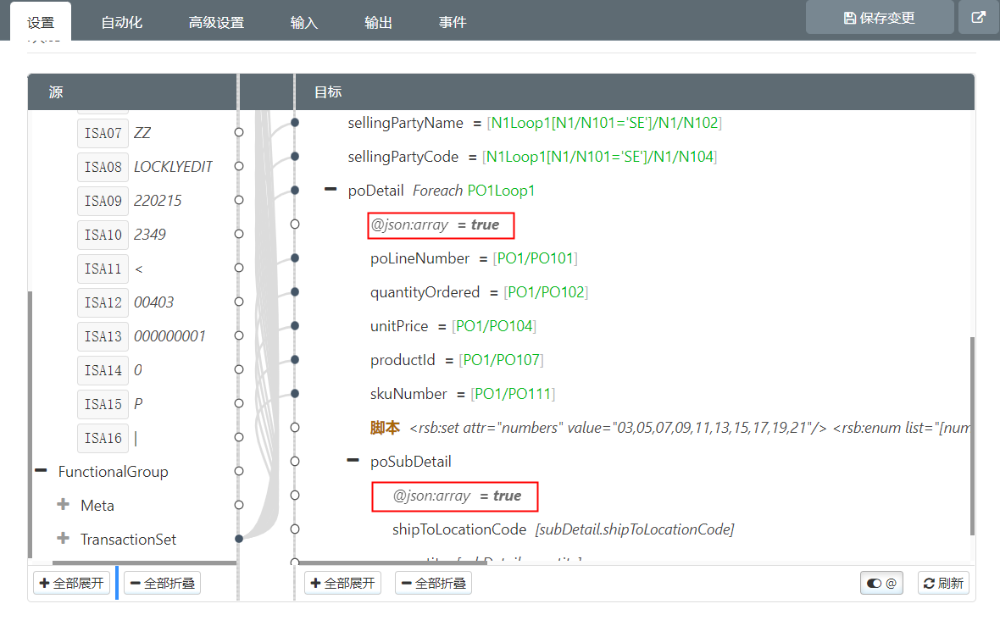 设置 自动化 高级设置 输入 输出 事件 保存变更
源 目标
ISA07 ZZ
ISA08 LOCKLYEDIT
ISA09 220215
ISA10 2349
ISA11 <
ISA12 00403
ISA13 000000001
ISA14 0
ISA15 P
ISA16 |
FunctionalGroup
Meta
TransactionSet
sellingPartyName = [N1Loop1[N1/N101='SE']/N1/N102]
sellingPartyCode = [N1Loop1[N1/N101='SE']/N1/N104]
poDetail Foreach PO1Loop1
@json:array = true
poLineNumber = [PO1/PO101]
quantityOrdered = [PO1/PO102]
unitPrice = [PO1/PO104]
productId = [PO1/PO107]
skuNumber = [PO1/PO111]
脚本 <rsb:set attr="numbers" value="03,05,07,09,11,13,15,17,19,21"/> <rsb:enum list="[num
poSubDetail
@json:array = true
shipToLocationCode [subDetail.shipToLocationCode]
全部展开 全部折叠 全部展开 全部折叠 @ 刷新